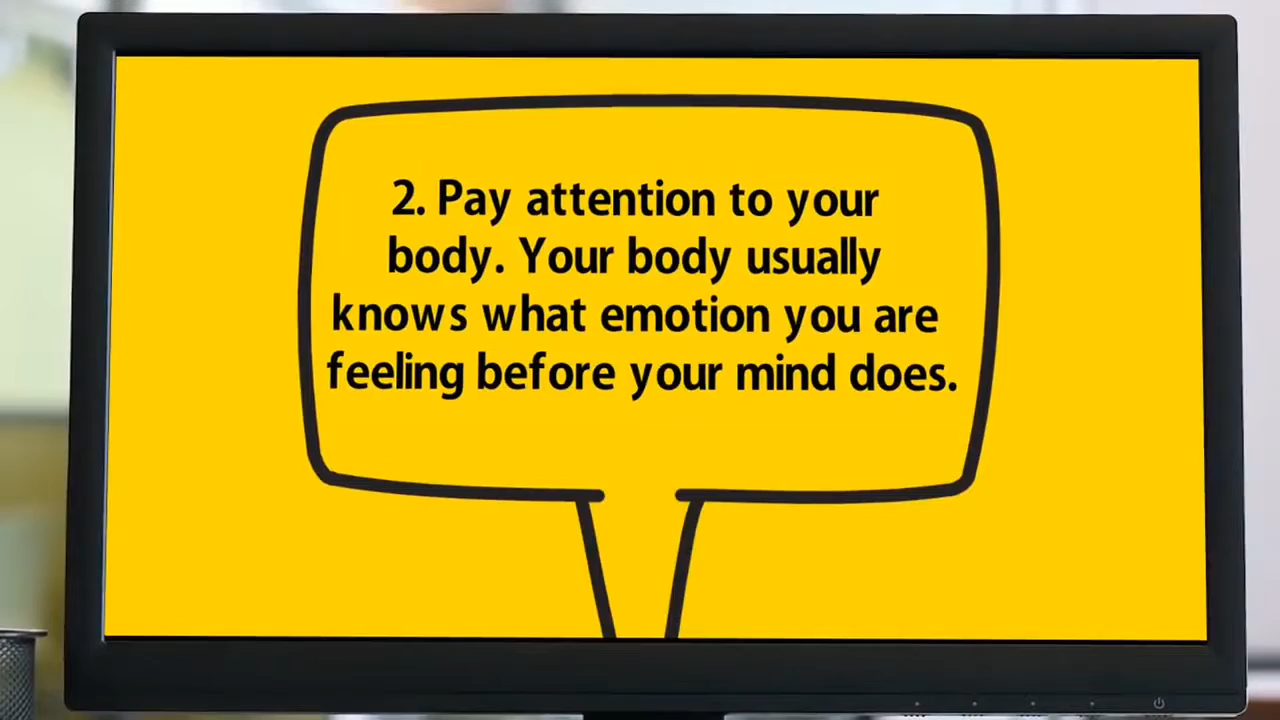 2. Pay attention to your
body. Your body usually
knows what emotion you are
feeling before your mind does.